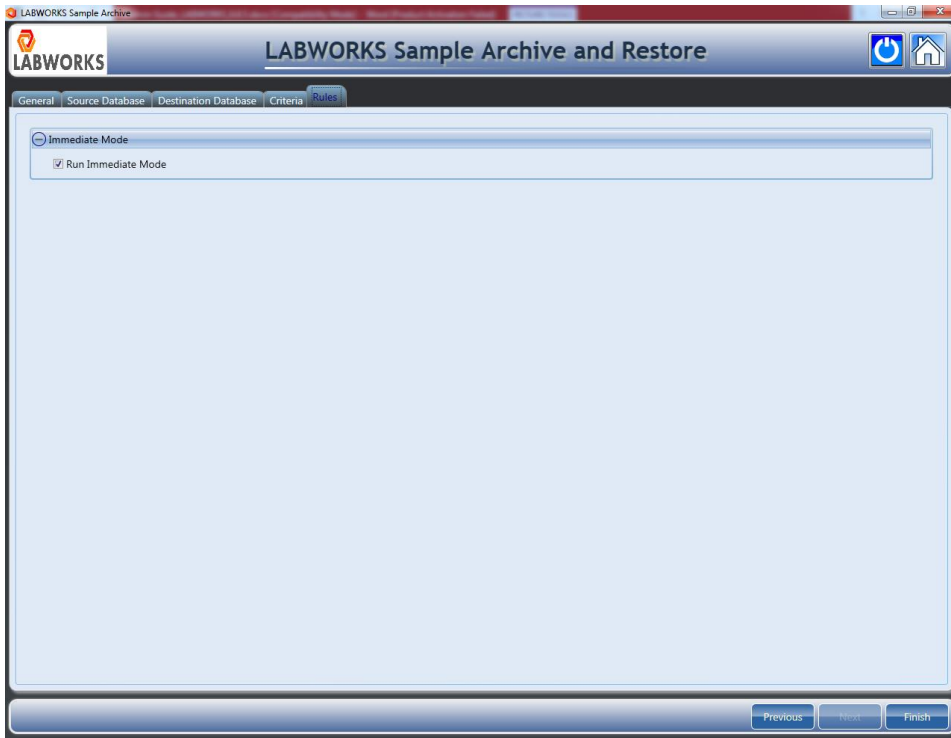 LABWORKS Sample Archive
LABWORKS
LABWORKS Sample Archive and Restore
General
Source Database
Destination Database
Criteria
Rules
Immediate Mode
Run Immediate Mode
Previous
Next
Finish